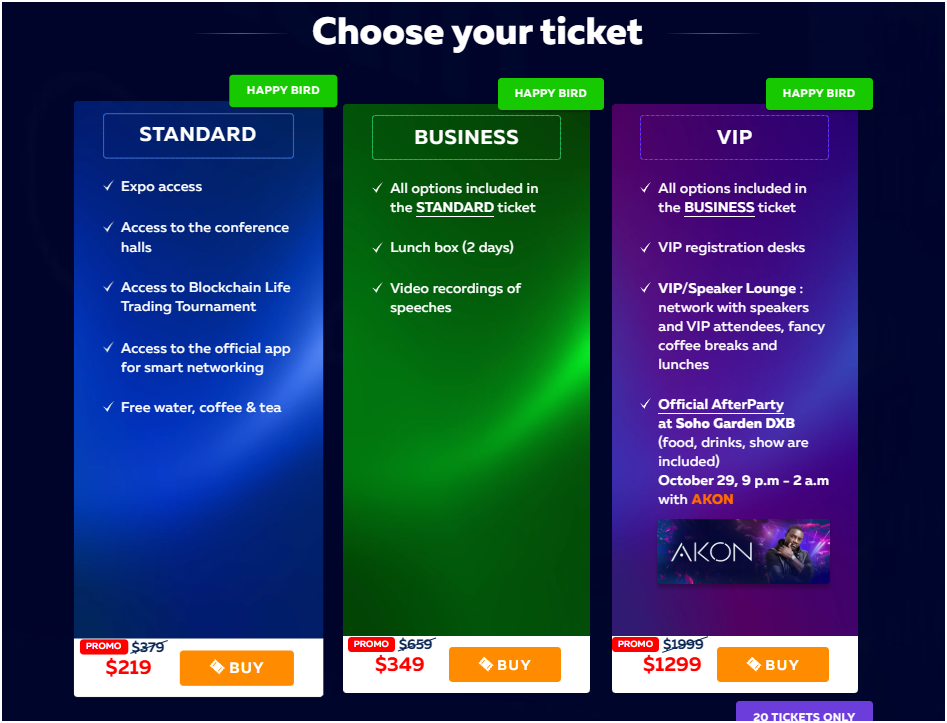 Choose your ticket
HAPPY BIRD
STANDARD
Expo access
Access to the conference
halls
Access to Blockchain Life
Trading Tournament
Access to the official app
for smart networking
Free water, coffee & tea
PROMO $379
$219
BUY
HAPPY BIRD
BUSINESS
All options included in
the STANDARD ticket
Lunch box (2 days)
Video recordings of
speeches
PROMO $659
$349
BUY
HAPPY BIRD
VIP
All options included in
the BUSINESS ticket
VIP registration desks
VIP/Speaker Lounge :
network with speakers
and VIP attendees, fancy
coffee breaks and
lunches
Official AfterParty
at Soho Garden DXB
(food, drinks, show are
included)
October 29, 9 p.m - 2 a.m
with AKON
AKON
PROMO $1999
$1299
BUY
20 TICKETS ONLY